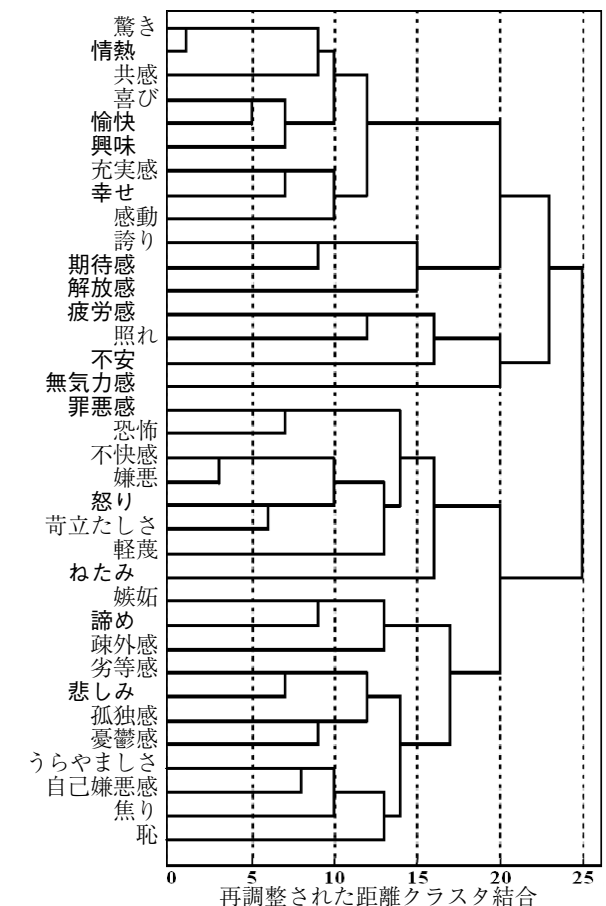 驚き
情熱
共感
喜び
愉快
興味
充実感
幸せ
感動
誇り
期待感
解放感
疲労感
照れ
不安
無気力感
罪悪感
恐怖
不快感
嫌悪
怒り
苛立たしさ
軽蔑
ねたみ
嫉妬
諦め
疎外感
劣等感
悲しみ
孤独感
憂鬱感
うらやましさ
自己嫌悪感
焦り
恥
0 5 10 15 20 25
再調整された距離クラスタ結合